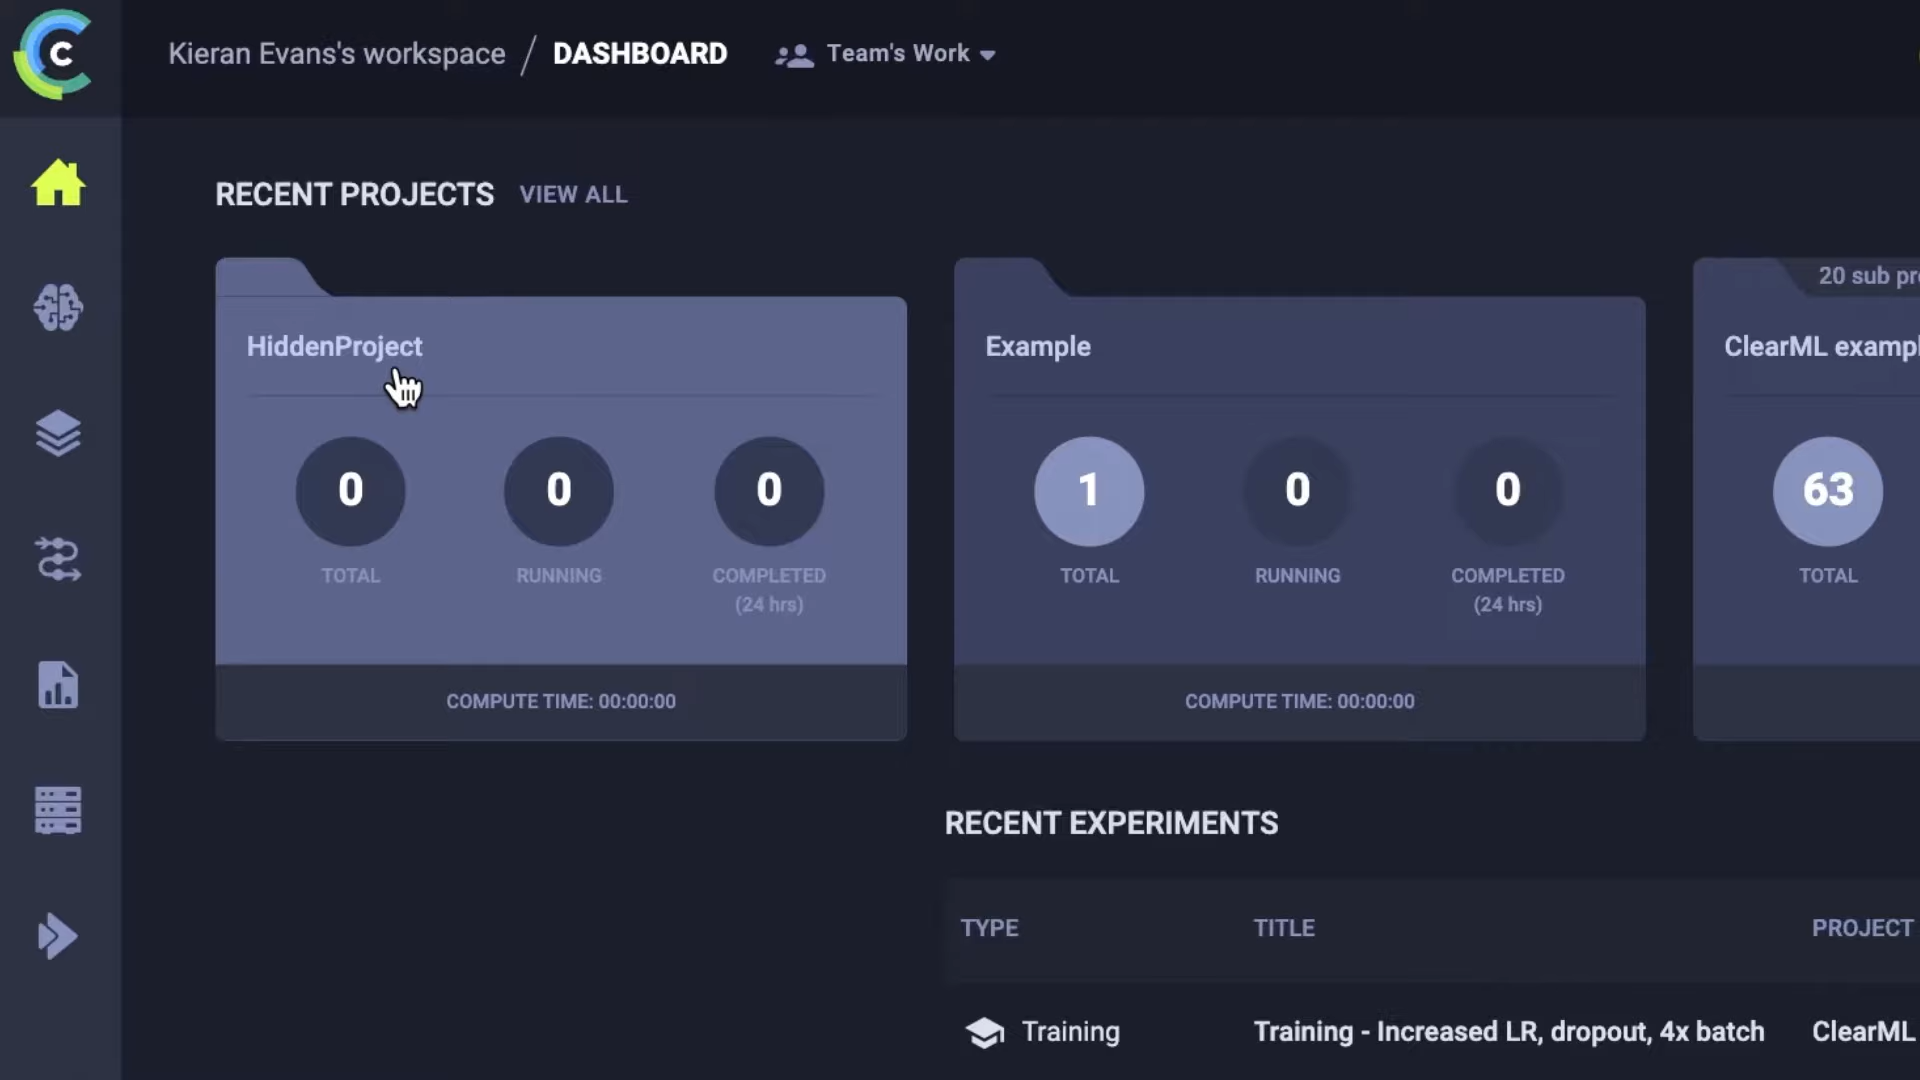 C
Kieran Evans's workspace / DASHBOARD Team's Work
RECENT PROJECTS VIEW ALL
HiddenProject
0 0 0
TOTAL RUNNING COMPLETED
(24 hrs)
COMPUTE TIME: 00:00:00
Example
1 0 0
TOTAL RUNNING COMPLETED
(24 hrs)
COMPUTE TIME: 00:00:00
20 sub pr
ClearML exampl
63
TOTAL
RECENT EXPERIMENTS
TYPE TITLE PROJECT
Training Training - Increased LR, dropout, 4x batch ClearML